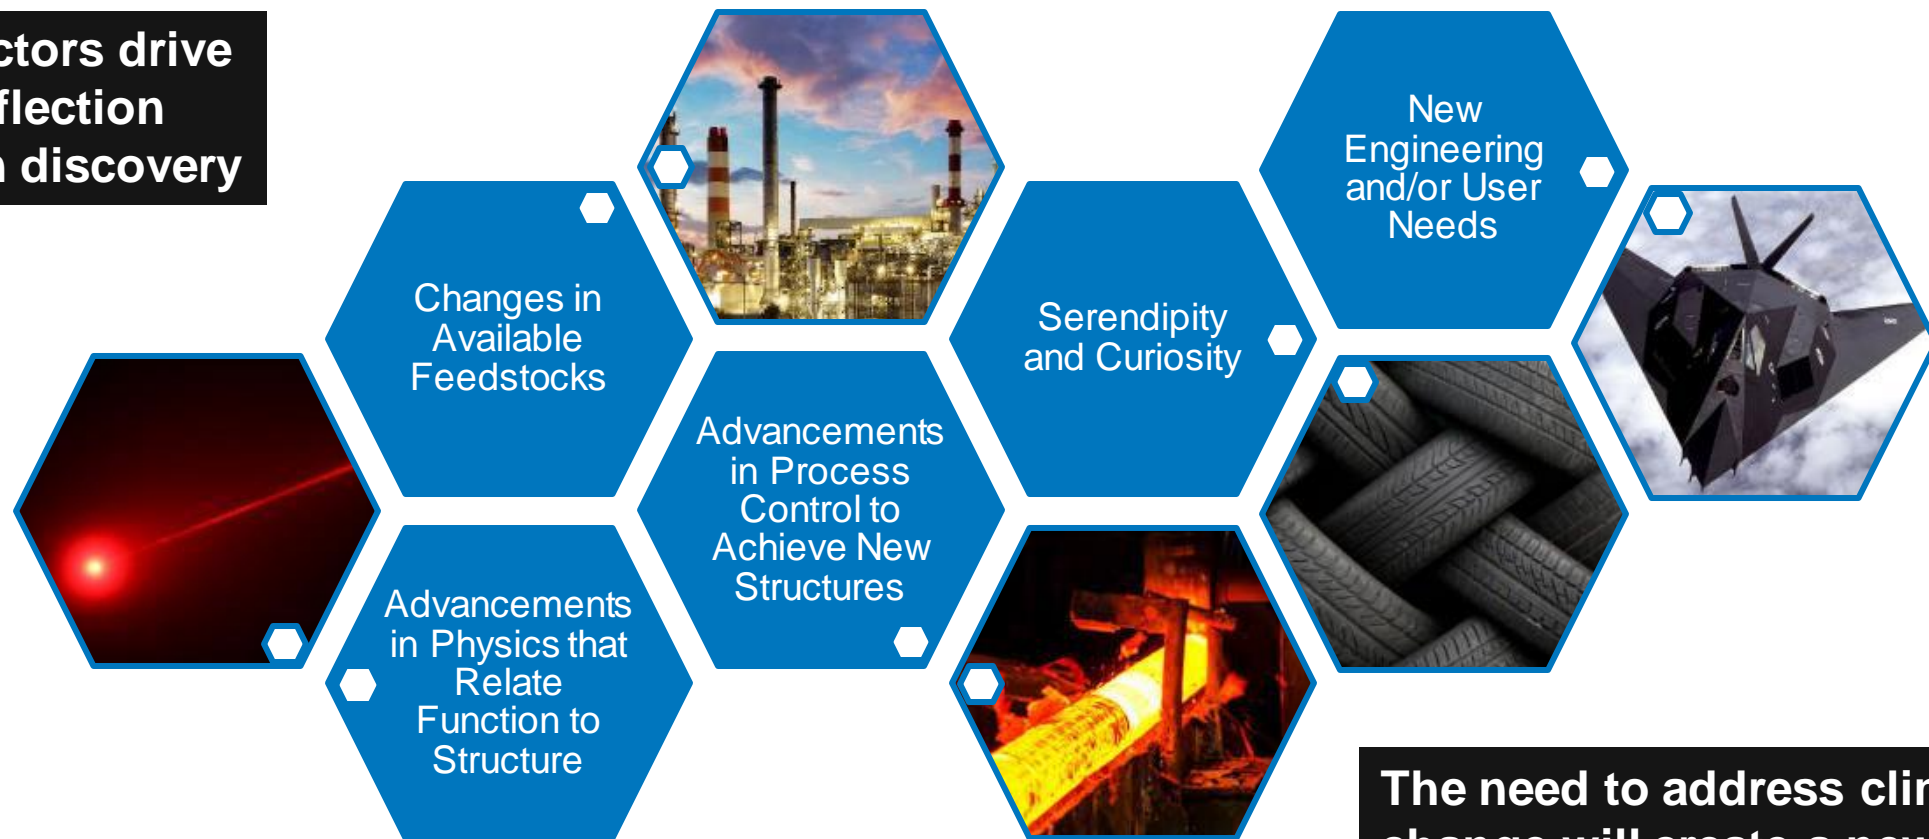 ctors drive
flection
n discovery
New
Engineering
and/or User
Needs
Changes in
Available
Feedstocks
Serendipity
and Curiosity
Advancements
in Process
Control to
Achieve New
Structures
Advancements
in Physics that
Relate
Function to
Structure
The need to address clim